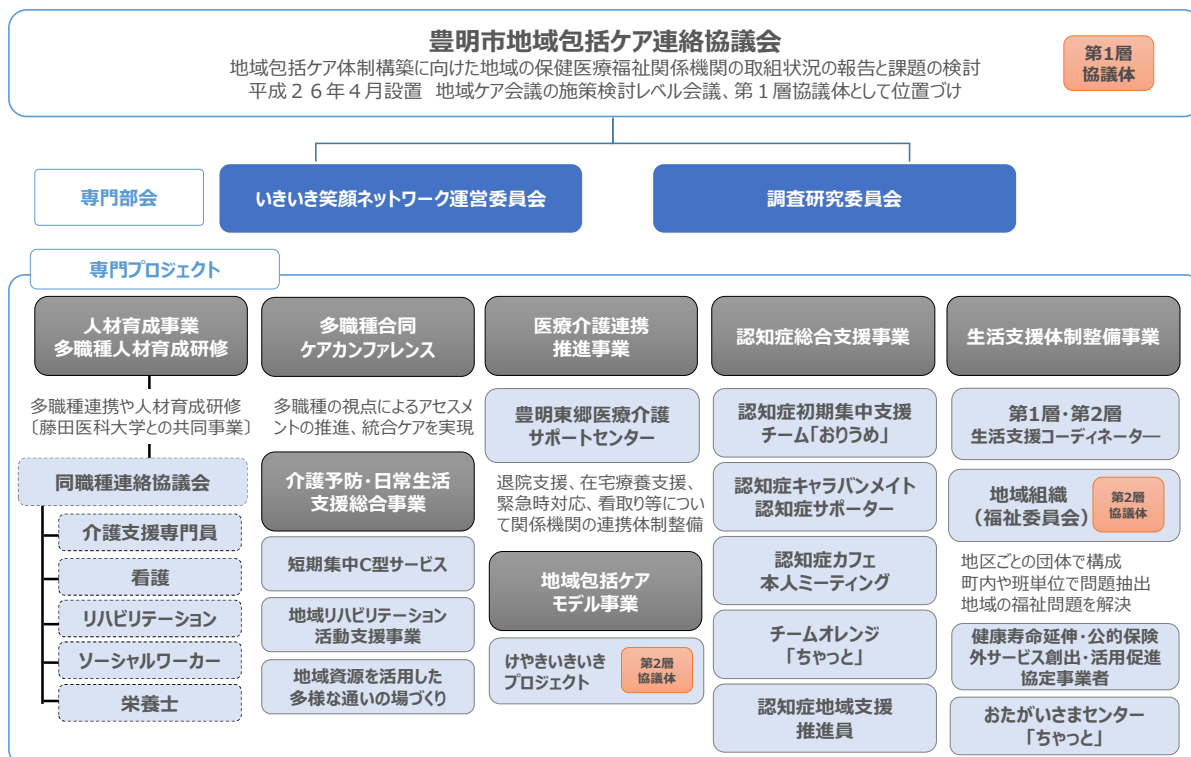 豊明市地域包括ケア連絡協議会
地域包括ケア体制構築に向けた地域の保健医療福祉関係機関の取組状況の報告と課題の検討
平成２６年４月設置 地域ケア会議の施策検討レベル会議、第１層協議体として位置づけ
第1層
協議体
専門部会
いきいき笑顔ネットワーク運営委員会
調査研究委員会
専門プロジェクト
人材育成事業
多職種人材育成研修
多職種連携や人材育成研修
〔藤田医科大学との共同事業〕
同職種連絡協議会
介護支援専門員
看護
リハビリテーション
ソーシャルワーカー
栄養士
多職種合同
ケアカンファレンス
多職種の視点によるアセスメ
ントの推進、統合ケアを実現
介護予防・日常生活
支援総合事業
短期集中C型サービス
地域リハビリテーション
活動支援事業
地域資源を活用した
多様な通いの場づくり
医療介護連携
推進事業
豊明東郷医療介護
サポートセンター
退院支援、在宅療養支援、
緊急時対応、看取り等につい
て関係機関の連携体制整備
地域包括ケア
モデル事業
けやきいきいき
プロジェクト
第2層
協議体
認知症総合支援事業
認知症初期集中支援
チーム「おりうめ」
認知症キャラバンメイト
認知症サポーター
認知症カフェ
本人ミーティング
チームオレンジ
「ちゃっと」
認知症地域支援
推進員
生活支援体制整備事業
第1層・第2層
生活支援コーディネーター
地域組織
（福祉委員会）
第2層
協議体
地区ごとの団体で構成
町内や班単位で問題抽出
地域の福祉問題を解決
健康寿命延伸・公的保険
外サービス創出・活用促進
協定事業者
おたがいさまセンター
「ちゃっと」